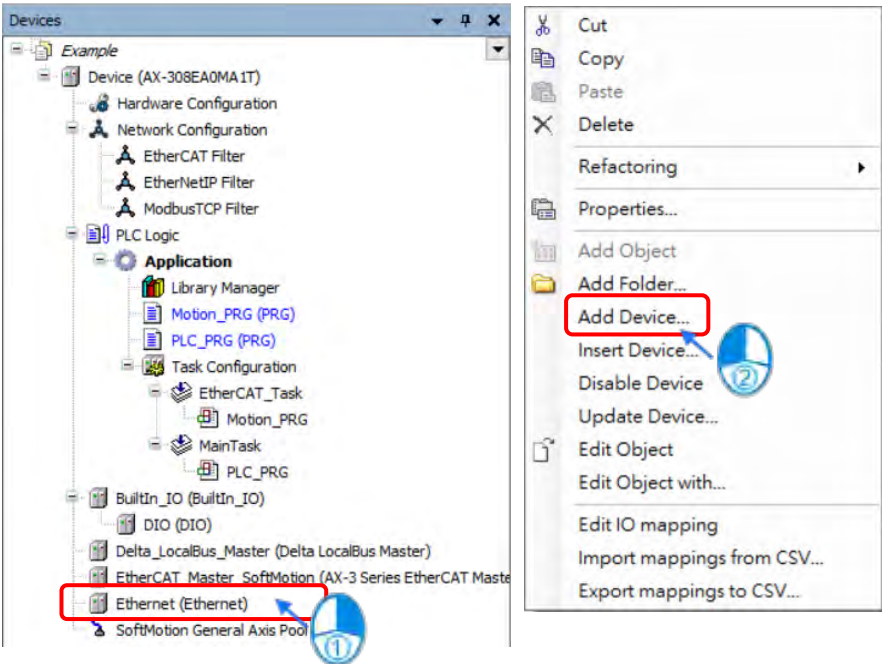 Devices
Example
Device (AX-308EA0MA1T)
Hardware Configuration
Network Configuration
EtherCAT Filter
EtherNetIP Filter
ModbusTCP Filter
PLC Logic
Application
Library Manager
Motion_PRG (PRG)
PLC_PRG (PRG)
Task Configuration
EtherCAT_Task
Motion_PRG
MainTask
PLC_PRG
BuiltIn_IO (BuiltIn_IO)
DIO (DIO)
Delta_LocalBus_Master (Delta LocalBus Master)
EtherCAT_Master_SoftMotion (AX-3 Series EtherCAT Maste
Ethernet (Ethernet)
①
SoftMotion General Axis Pool
Cut
Copy
Paste
Delete
Refactoring
Properties...
Add Object
Add Folder...
Add Device...
Insert Device...
②
Disable Device
Update Device...
Edit Object
Edit Object with...
Edit IO mapping
Import mappings from CSV...
Export mappings to CSV...